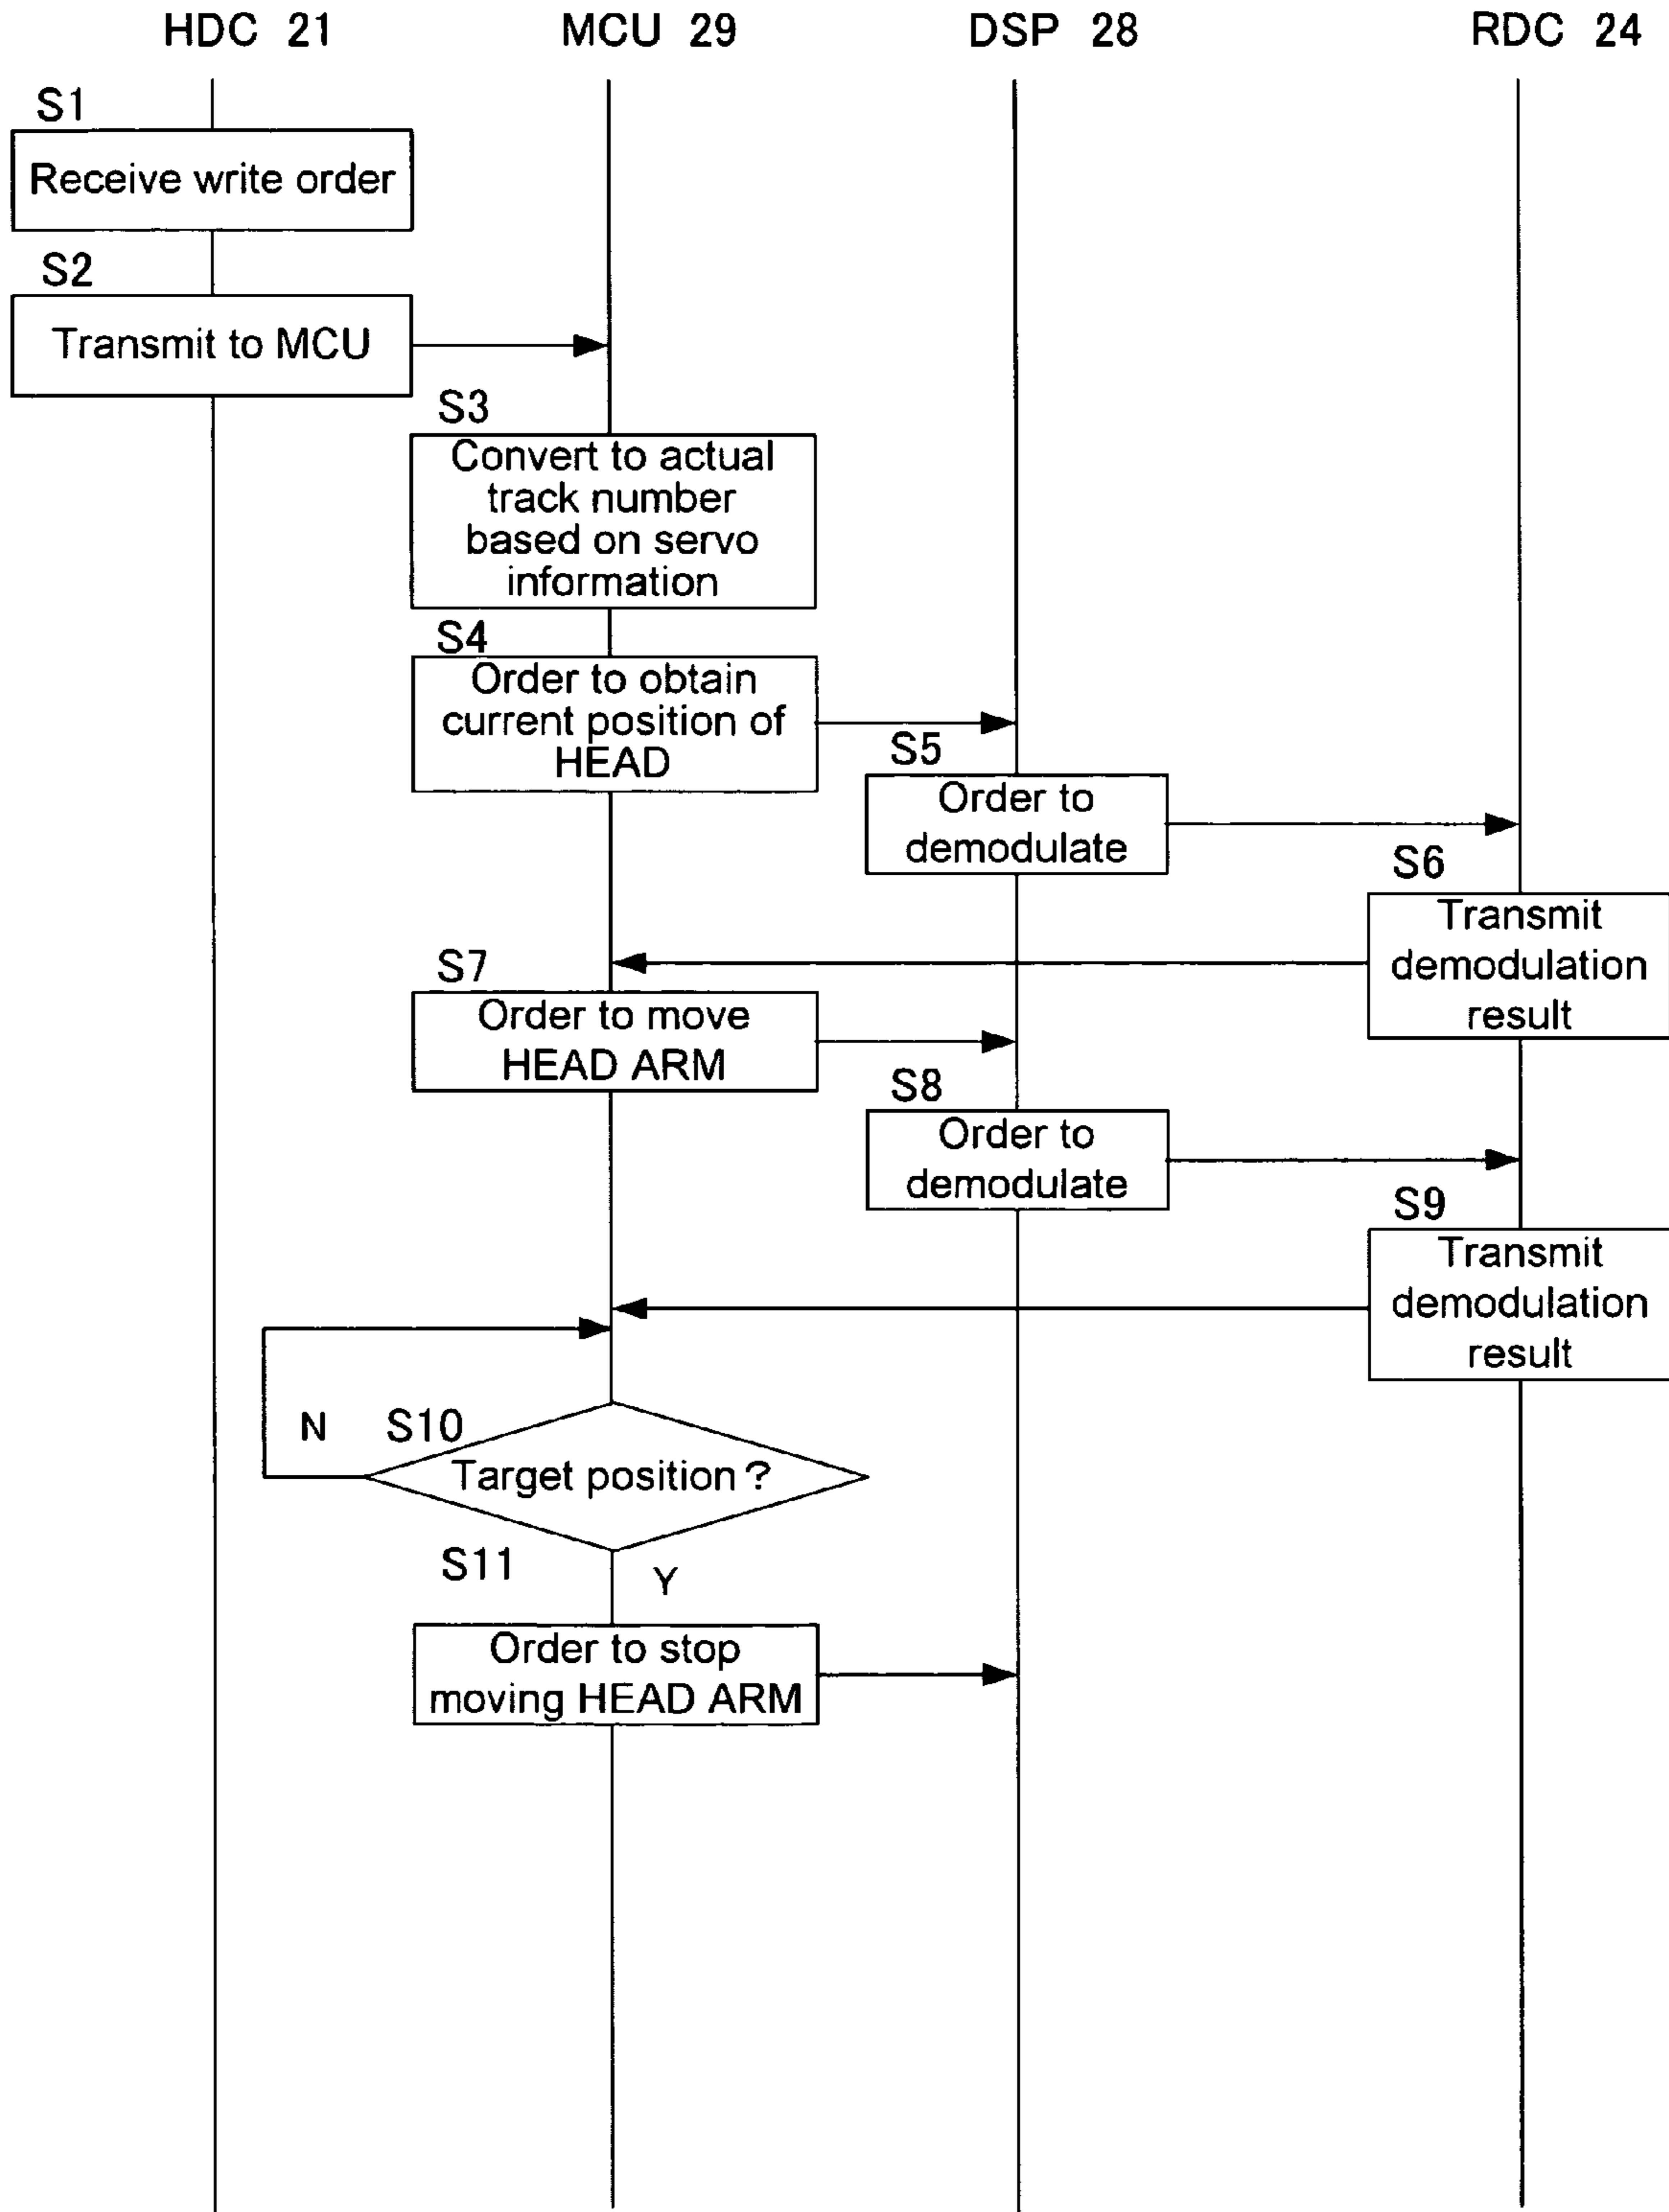 HDC 21
MCU 29
DSP 28
RDC 24
S1
Receive write order
S2
Transmit to MCU
S3
Convert to actual
track number
based on servo
information
S4
Order to obtain
current position of
HEAD
S5
Order to
demodulate
S6
Transmit
demodulation
result
S7
Order to move
HEAD ARM
S8
Order to
demodulate
S9
Transmit
demodulation
result
N
S10
Target position ?
S11
Y
Order to stop
moving HEAD ARM